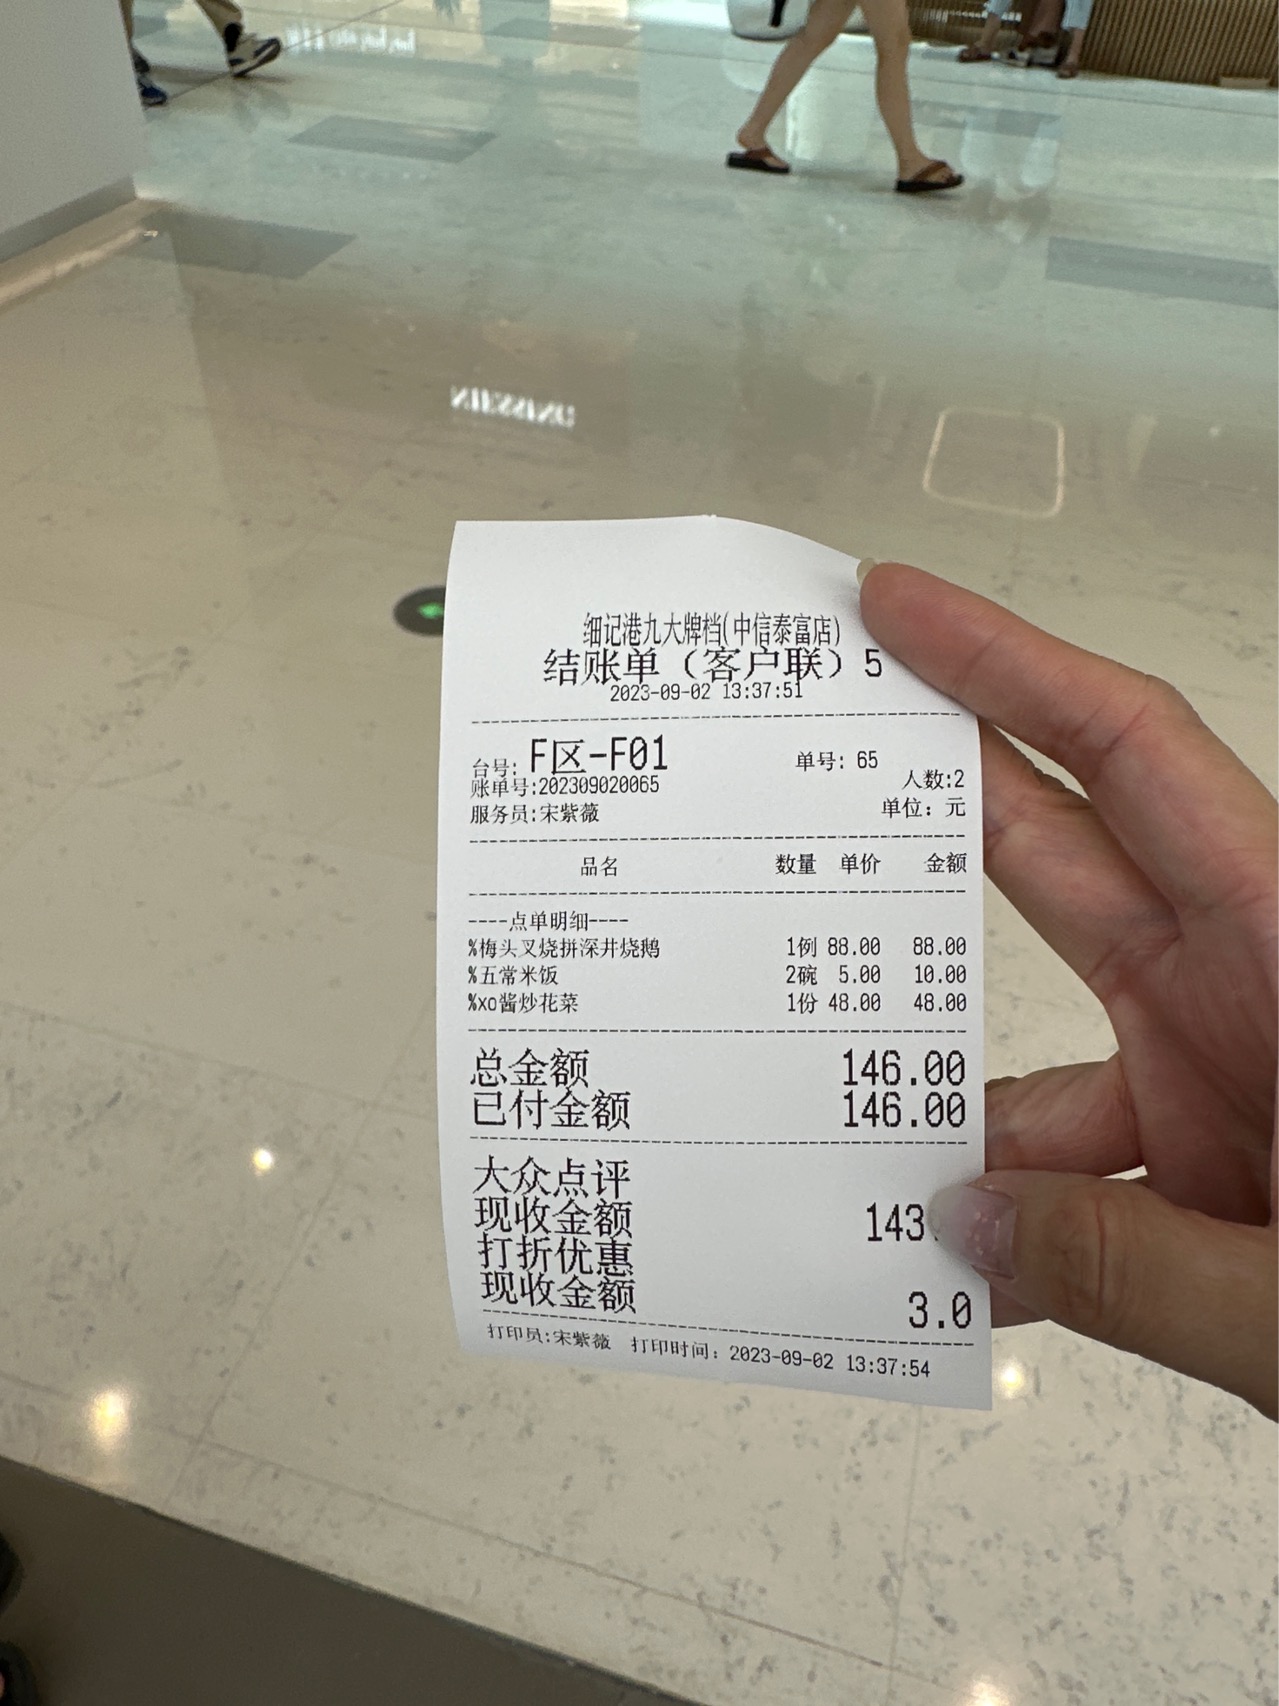 细记港九大牌档(中信泰富店)
结账单（客户联）5
2023-09-02 13:37:51
台号: F区-F01 单号: 65
账单号:202309020065 人数:2
服务员:宋紫薇 单位: 元
品名 数量 单价 金额
----点单明细----
%梅头叉烧拼深井烧鹅 1例 88.00 88.00
%五常米饭 2碗 5.00 10.00
%xo酱炒花菜 1份 48.00 48.00
总金额 146.00
已付金额 146.00
大众点评
现收金额 143
打折优惠
现收金额 3.0
打印员:宋紫薇 打印时间: 2023-09-02 13:37:54